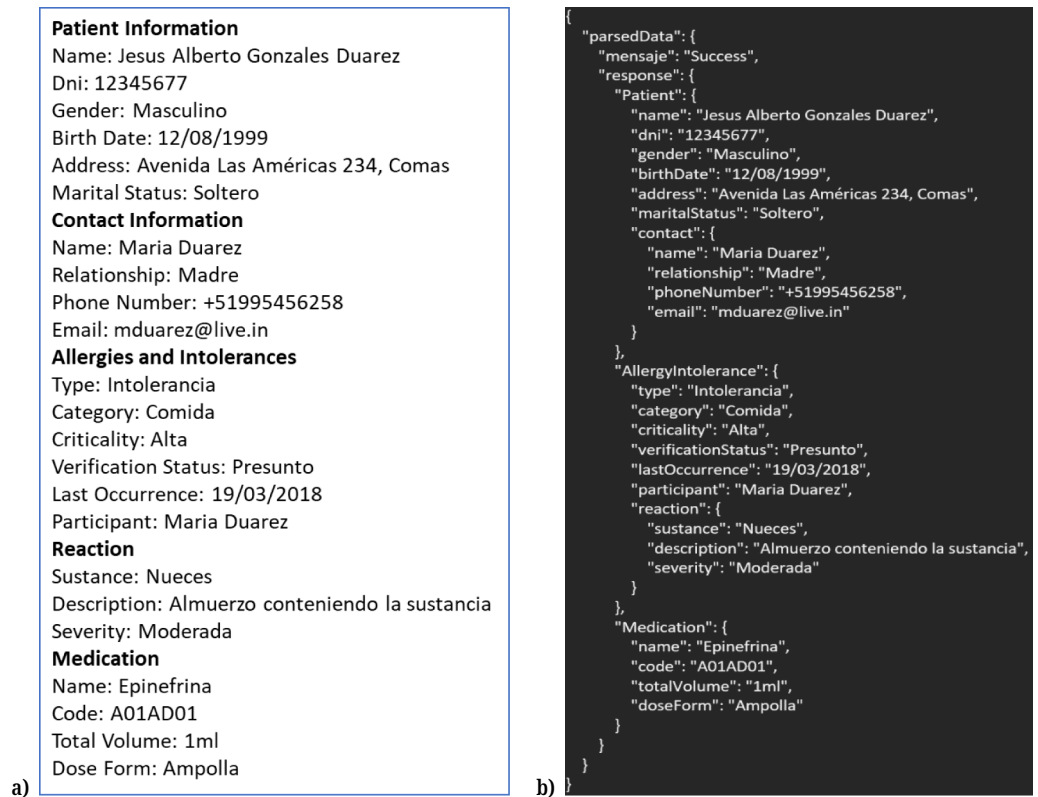 Patient Information
Name: Jesus Alberto Gonzales Duarez
Dni: 12345677
Gender: Masculino
Birth Date: 12/08/1999
Address: Avenida Las Américas 234, Comas
Marital Status: Soltero
Contact Information
Name: Maria Duarez
Relationship: Madre
Phone Number: +51995456258
Email: mduarez@live.in
Allergies and Intolerances
Type: Intolerancia
Category: Comida
Criticality: Alta
Verification Status: Presunto
Last Occurrence: 19/03/2018
Participant: Maria Duarez
Reaction
Sustance: Nueces
Description: Almuerzo conteniendo la sustancia
Severity: Moderada
Medication
Name: Epinefrina
Code: A01AD01
Total Volume: 1ml
Dose Form: Ampolla
a)
{
"parsedData": {
"mensaje": "Success",
"response": {
"Patient": {
"name": "Jesus Alberto Gonzales Duarez",
"dni": "12345677",
"gender": "Masculino",
"birthDate": "12/08/1999",
"address": "Avenida Las Américas 234, Comas",
"maritalStatus": "Soltero",
"contact": {
"name": "Maria Duarez",
"relationship": "Madre",
"phoneNumber": "+51995456258",
"email": "mduarez@live.in"
}
},
"AllergyIntolerance": {
"type": "Intolerancia",
"category": "Comida",
"criticality": "Alta",
"verificationStatus": "Presunto",
"lastOccurrence": "19/03/2018",
"participant": "Maria Duarez",
"reaction": {
"sustance": "Nueces",
"description": "Almuerzo conteniendo la sustancia",
"severity": "Moderada"
}
},
"Medication": {
"name": "Epinefrina",
"code": "A01AD01",
"totalVolume": "1ml",
"doseForm": "Ampolla"
}
}
}
}
b)